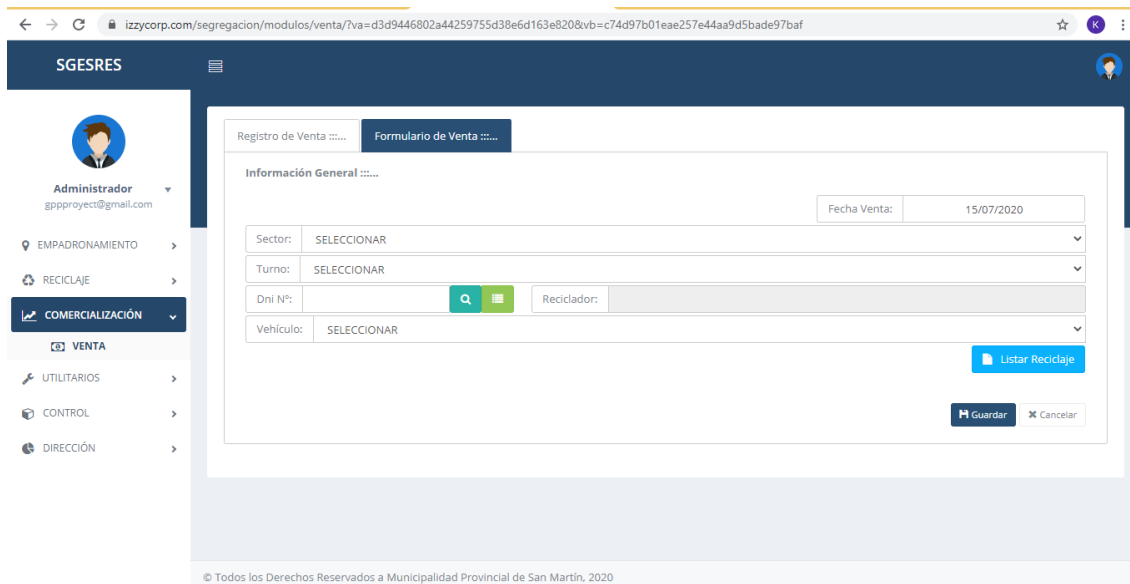 izzycorp.com/segregacion/modulos/venta/?va=d3d9446802a44259755d38e6d163e820&vb=c74d97b01eae257e44aa9d5bade97baf
K
SGESRES
Administrador
gppproyect@gmail.com
EMPADRONAMIENTO
RECICLAJE
COMERCIALIZACIÓN
VENTA
UTILITARIOS
CONTROL
DIRECCIÓN
Registro de Venta :::... Formulario de Venta :::...
Información General :::...
Fecha Venta: 15/07/2020
Sector: SELECCIONAR
Turno: SELECCIONAR
Dni Nº: Reciclador:
Vehículo: SELECCIONAR
Listar Reciclaje
Guardar Cancelar
© Todos los Derechos Reservados a Municipalidad Provincial de San Martín, 2020